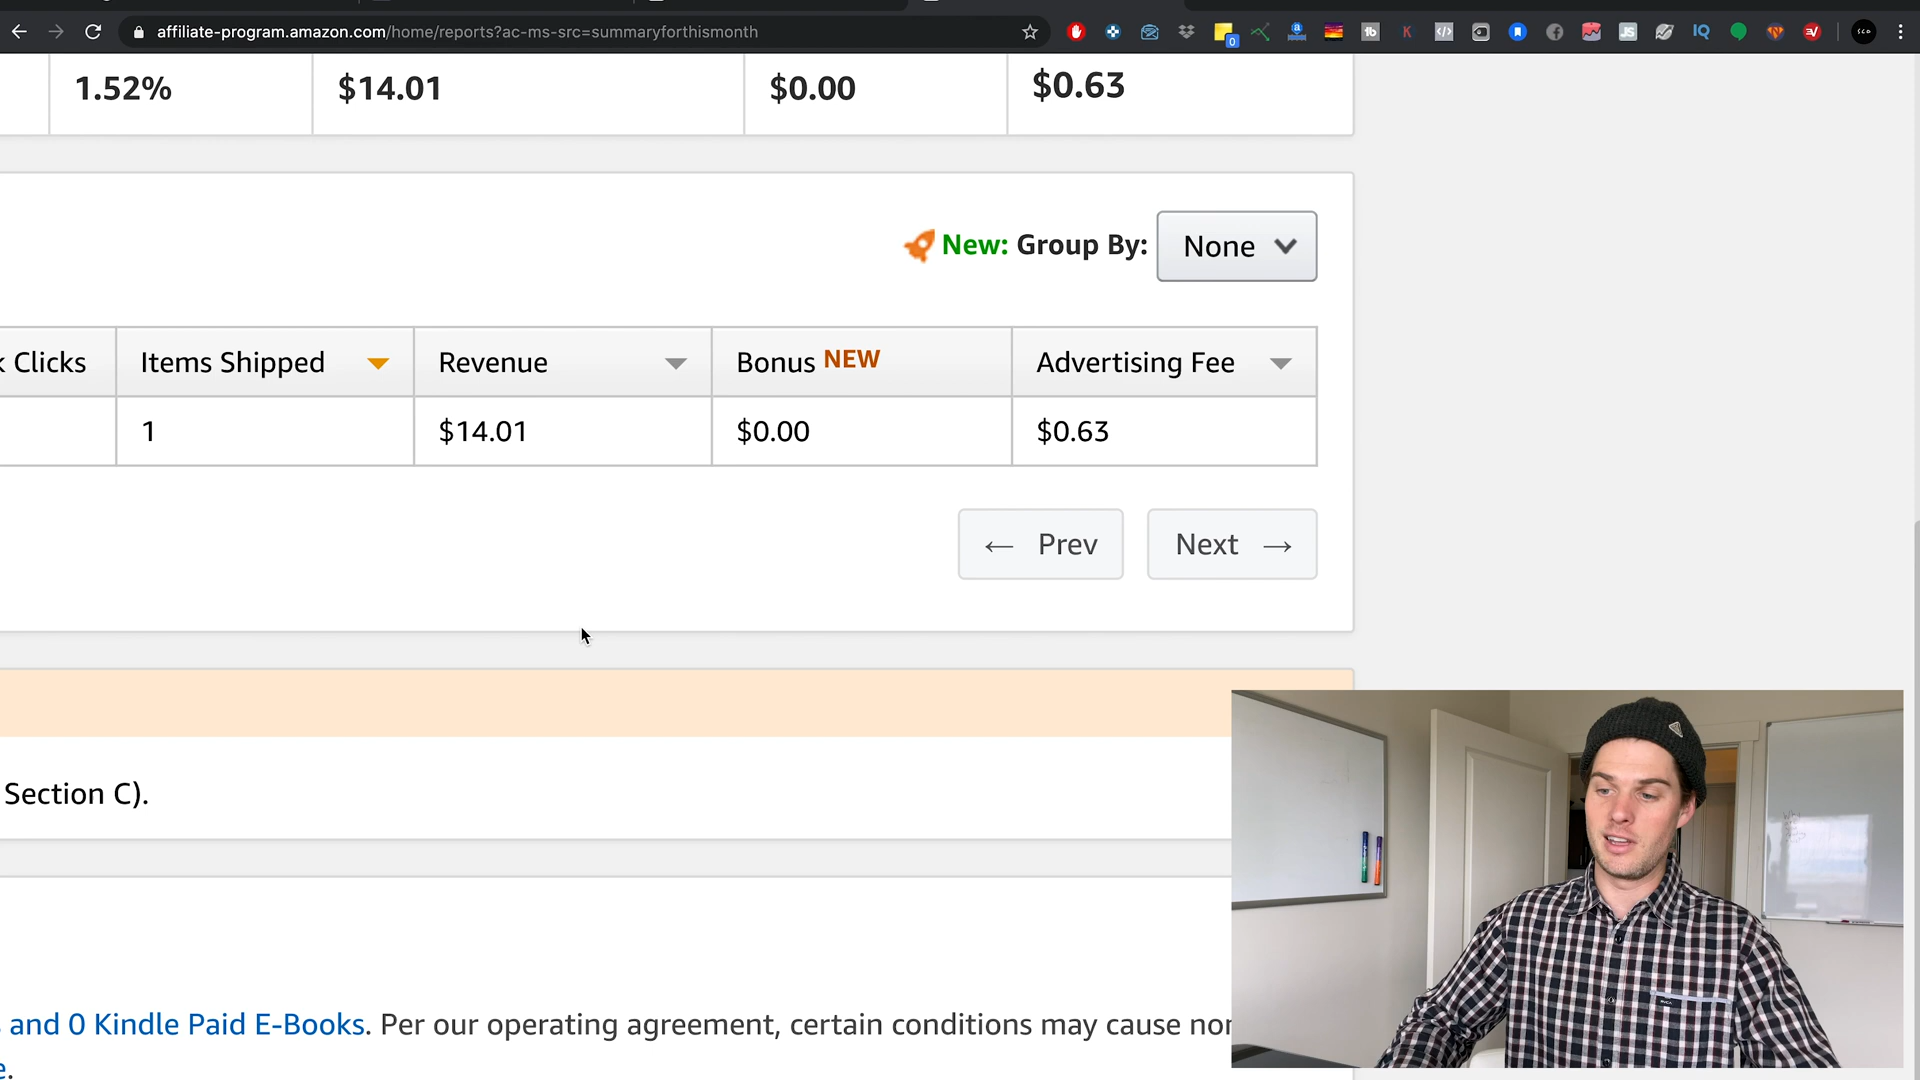 affiliate-program.amazon.com/home/reports?ac-ms-src=summaryforthismonth
1.52% $14.01 $0.00 $0.63
New: Group By: None
Clicks Items Shipped Revenue Bonus NEW Advertising Fee
1 $14.01 $0.00 $0.63
← Prev Next →
Section C).
and 0 Kindle Paid E-Books. Per our operating agreement, certain conditions may cause
e.